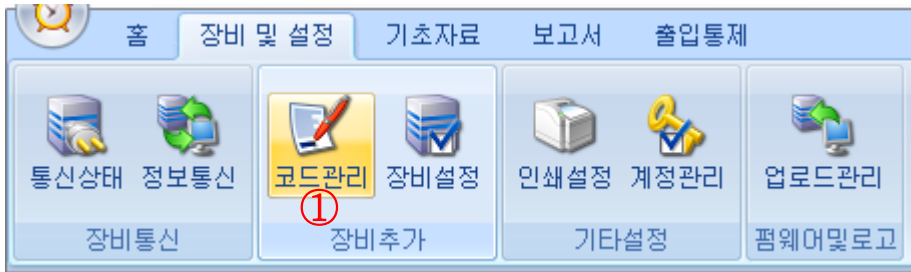 홈 장비 및 설정 기초자료 보고서 출입통제
통신상태 정보통신 코드관리 장비설정 인쇄설정 계정관리 업로드관리
①
장비통신 장비추가 기타설정 펌웨어및로고